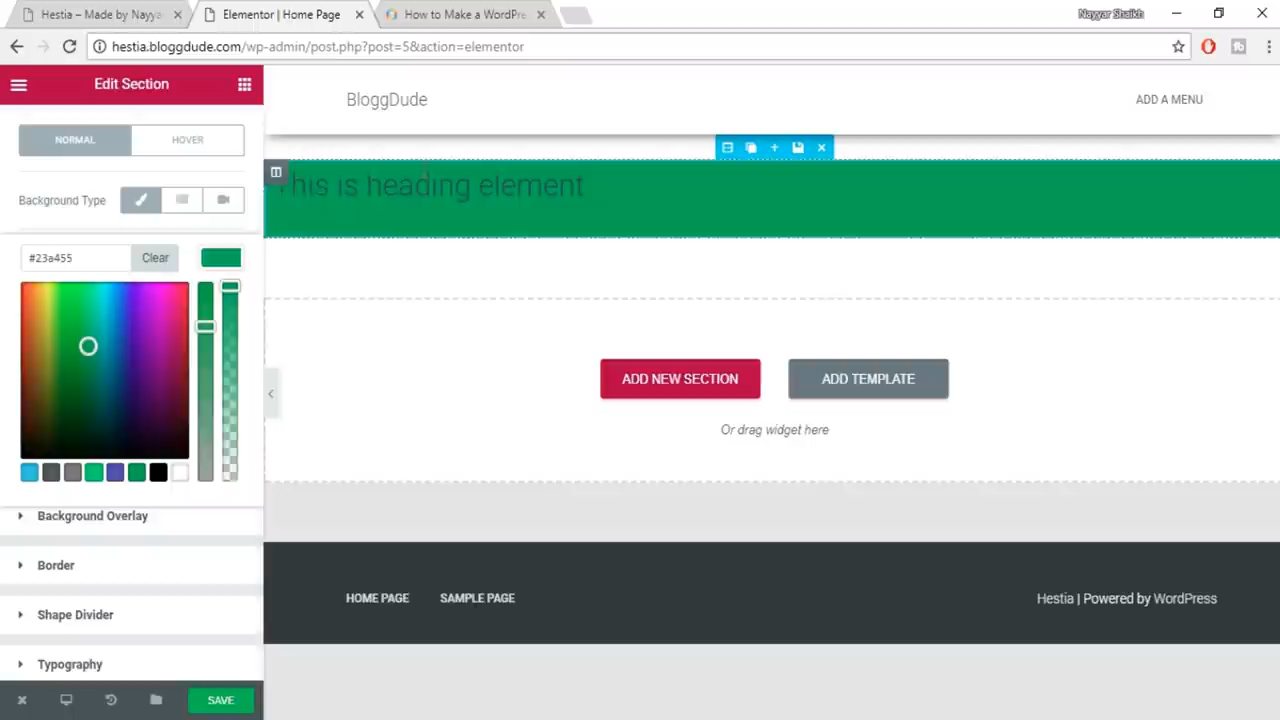 Hestia – Made by Nayya
Elementor | Home Page
How to Make a WordPre
Nayyar Shaikh
hestia.bloggdude.com/wp-admin/post.php?post=5&action=elementor
Edit Section
BloggDude
ADD A MENU
NORMAL
HOVER
Background Type
This is heading element
#23a455
Clear
ADD NEW SECTION
ADD TEMPLATE
Or drag widget here
Background Overlay
Border
Shape Divider
Typography
HOME PAGE
SAMPLE PAGE
Hestia | Powered by WordPress
SAVE